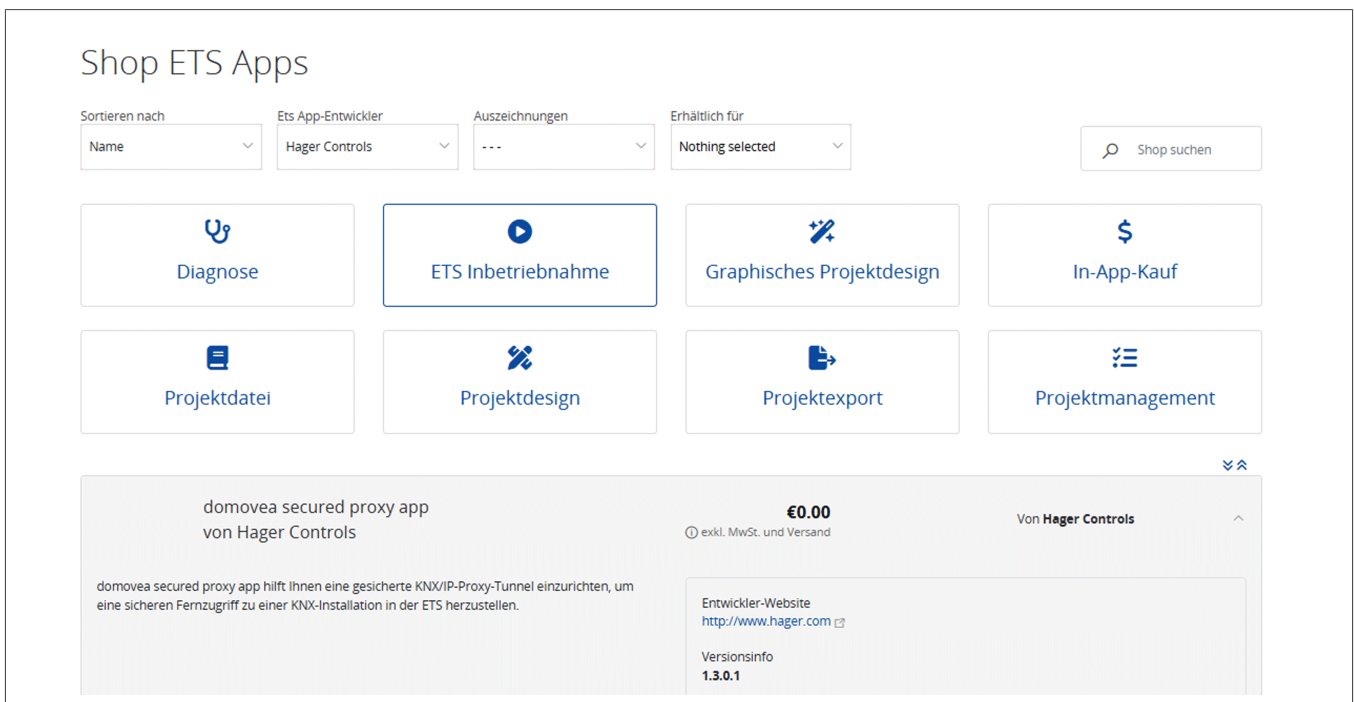 Shop ETS Apps
Sortieren nach
Ets App-Entwickler
Auszeichnungen
Erhältlich für
Name
Hager Controls
---
Nothing selected
Shop suchen
Diagnose
ETS Inbetriebnahme
Graphisches Projektdesign
In-App-Kauf
Projektdatei
Projektdesign
Projektexport
Projektmanagement
domovea secured proxy app
von Hager Controls
€0.00
exkl. MwSt. und Versand
Von Hager Controls
domovea secured proxy app hilft Ihnen eine gesicherte KNX/IP-Proxy-Tunnel einzurichten, um
eine sicheren Fernzugriff zu einer KNX-Installation in der ETS herzustellen.
Entwickler-Website
http://www.hager.com
Versionsinfo
1.3.0.1